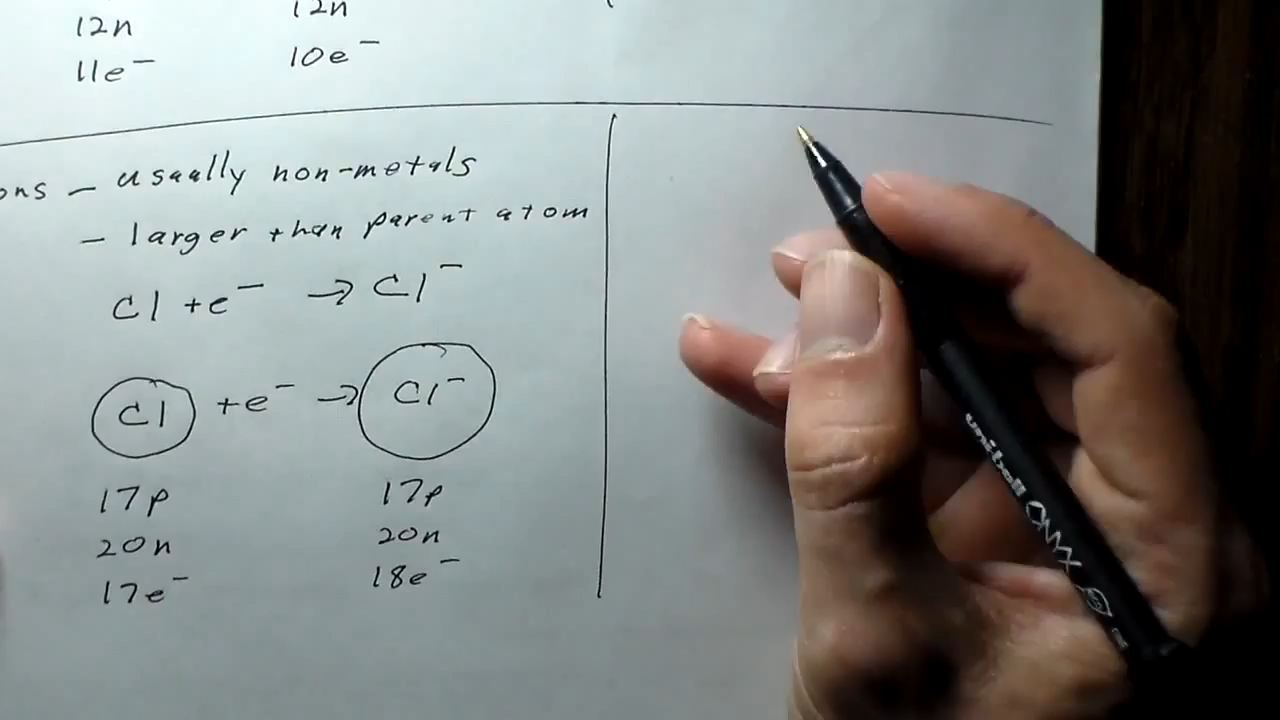 12n 12n
11e⁻ 10e⁻
ons – usually non-metals
– larger than parent atom
Cl + e⁻ → Cl⁻
Cl + e⁻ → Cl⁻
17p 17p
20n 20n
17e⁻ 18e⁻
uni-ball ONYX